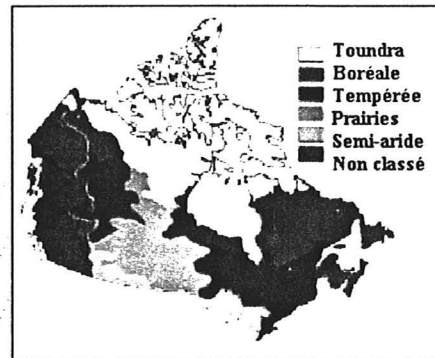 Toundra
Boréale
Tempérée
Prairies
Semi-aride
Non classé